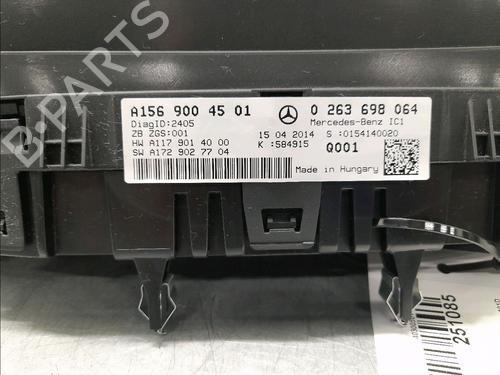 A156 900 45 01
0 263 698 064
DiagID:2405
Mercedes-Benz IC1
ZB ZGS:001
15 04 2014
S :0154140020
HW A117 901 40 00
K :584915
Q001
SW A172 902 77 04
Made in Hungary
B-PARTS
251085